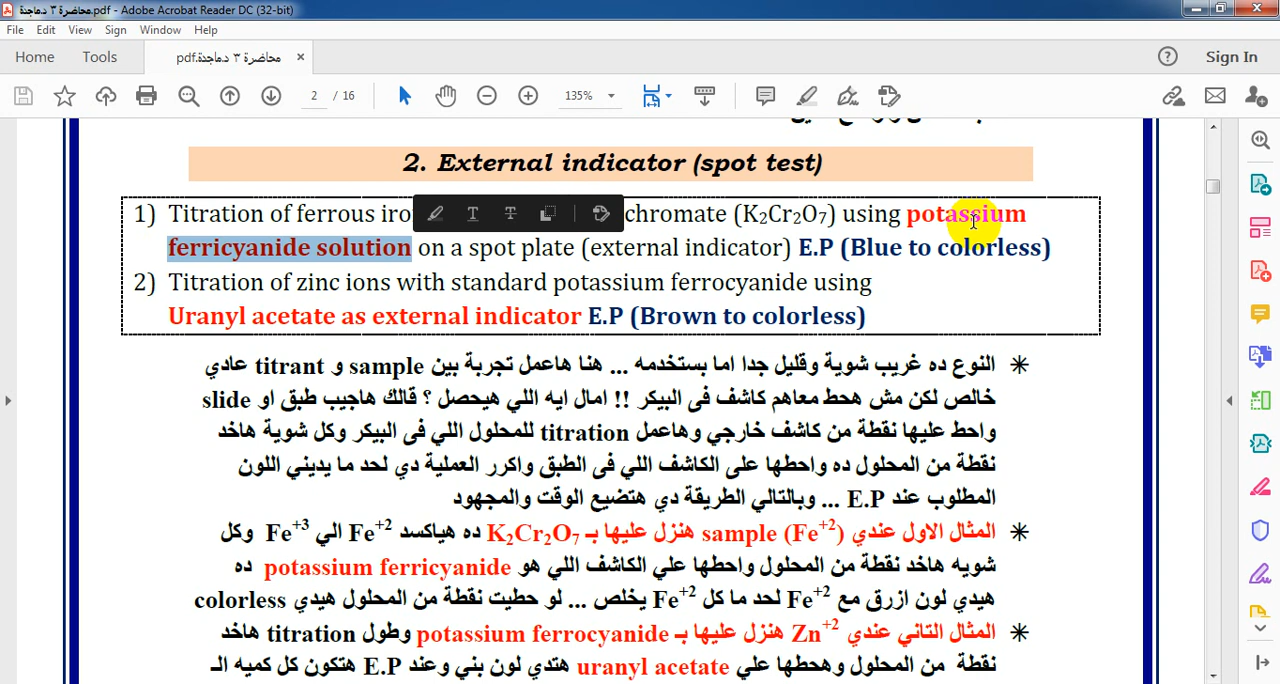 محاضرة ٣ د.ماجدة.pdf - Adobe Acrobat Reader DC (32-bit)
File Edit View Sign Window Help
Home Tools محاضرة ٣ د.ماجدة.pdf × ? Sign In
2 / 16 135%
2. External indicator (spot test)
1) Titration of ferrous iro chromate (K₂Cr₂O₇) using potassium
ferricyanide solution on a spot plate (external indicator) E.P (Blue to colorless)
2) Titration of zinc ions with standard potassium ferrocyanide using
Uranyl acetate as external indicator E.P (Brown to colorless)
✳ النوع ده غريب شوية وقليل جدا اما بستخدمه ... هنا هاعمل تجربة بين sample و titrant عادي
خالص لكن مش هحط معاهم كاشف فى البيكر !! امال ايه اللي هيحصل ؟ قالك هاجيب طبق او slide
واحط عليها نقطة من كاشف خارجي وهاعمل titration للمحلول اللي فى البيكر وكل شوية هاخد
نقطة من المحلول ده واحطها على الكاشف اللي فى الطبق واكرر العملية دي لحد ما يديني اللون
المطلوب عند E.P ... وبالتالي الطريقة دي هتضيع الوقت والمجهود
✳ المثال الاول عندي sample (Fe⁺²) هنزل عليها بـ K₂Cr₂O₇ ده هياكسد Fe⁺² الي Fe⁺³ وكل
شويه هاخد نقطة من المحلول واحطها علي الكاشف اللي هو potassium ferricyanide ده
هيدي لون ازرق مع Fe⁺² لحد ما كل Fe⁺² يخلص ... لو حطيت نقطة من المحلول هيدي colorless
✳ المثال التاني عندي Zn⁺² هنزل عليها بـ potassium ferrocyanide وطول titration هاخد
نقطة من المحلول وهحطها علي uranyl acetate هتدي لون بني وعند E.P هتكون كل كميه الـ